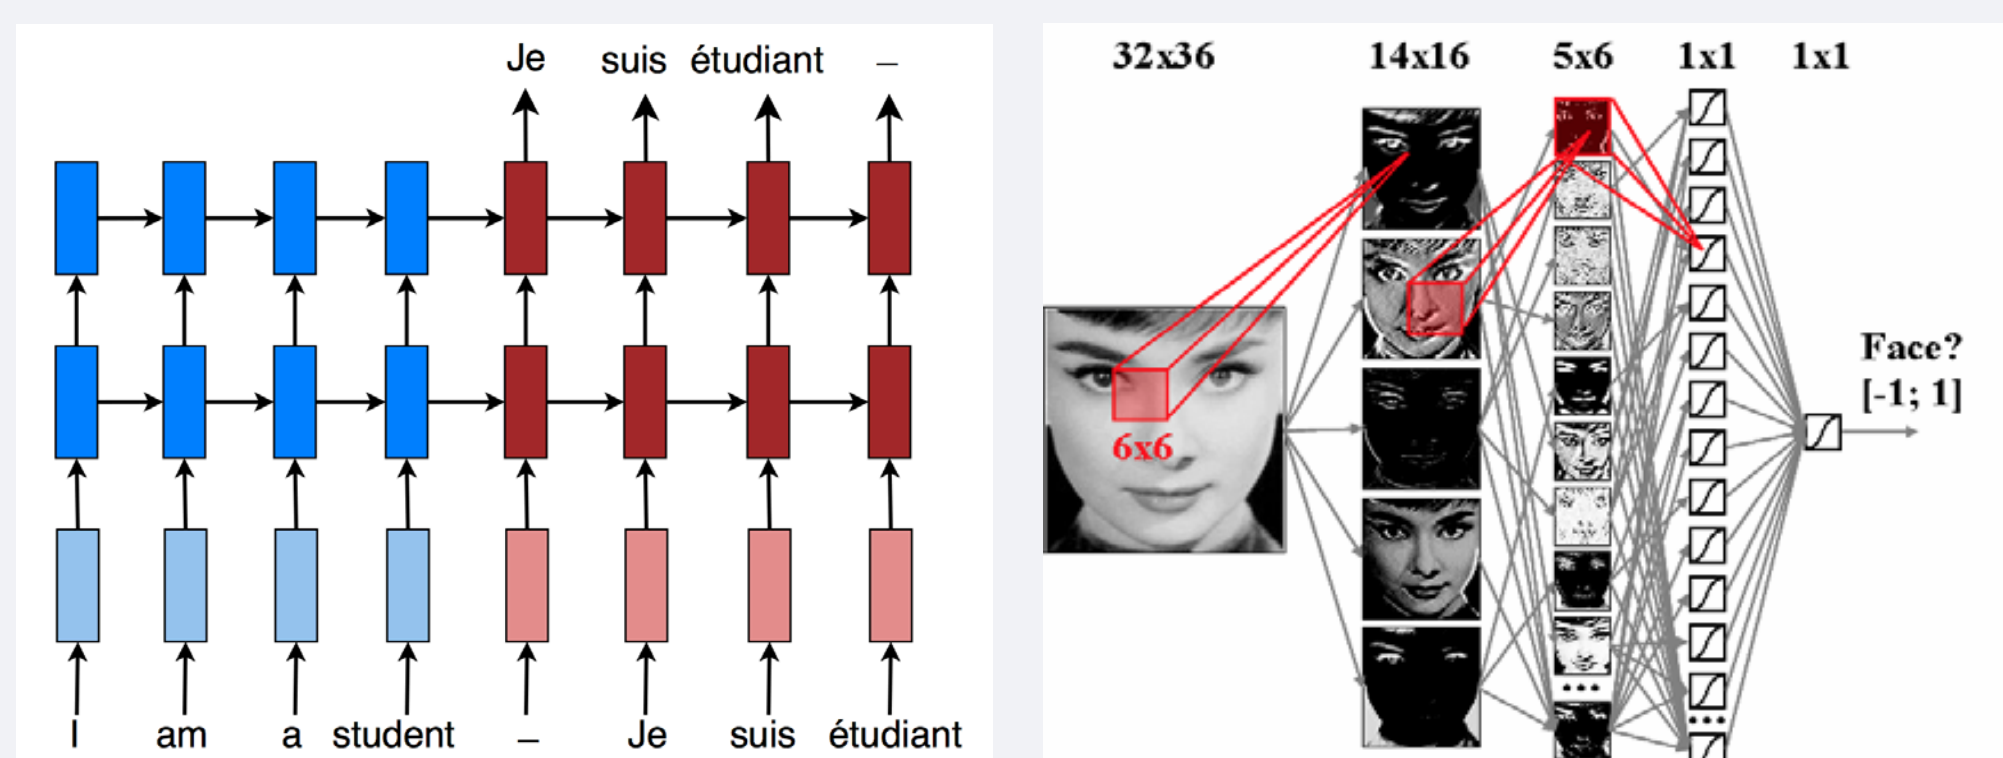 Je suis étudiant –
I am a student – Je suis étudiant
32x36 14x16 5x6 1x1 1x1
6x6
Face?
[-1; 1]